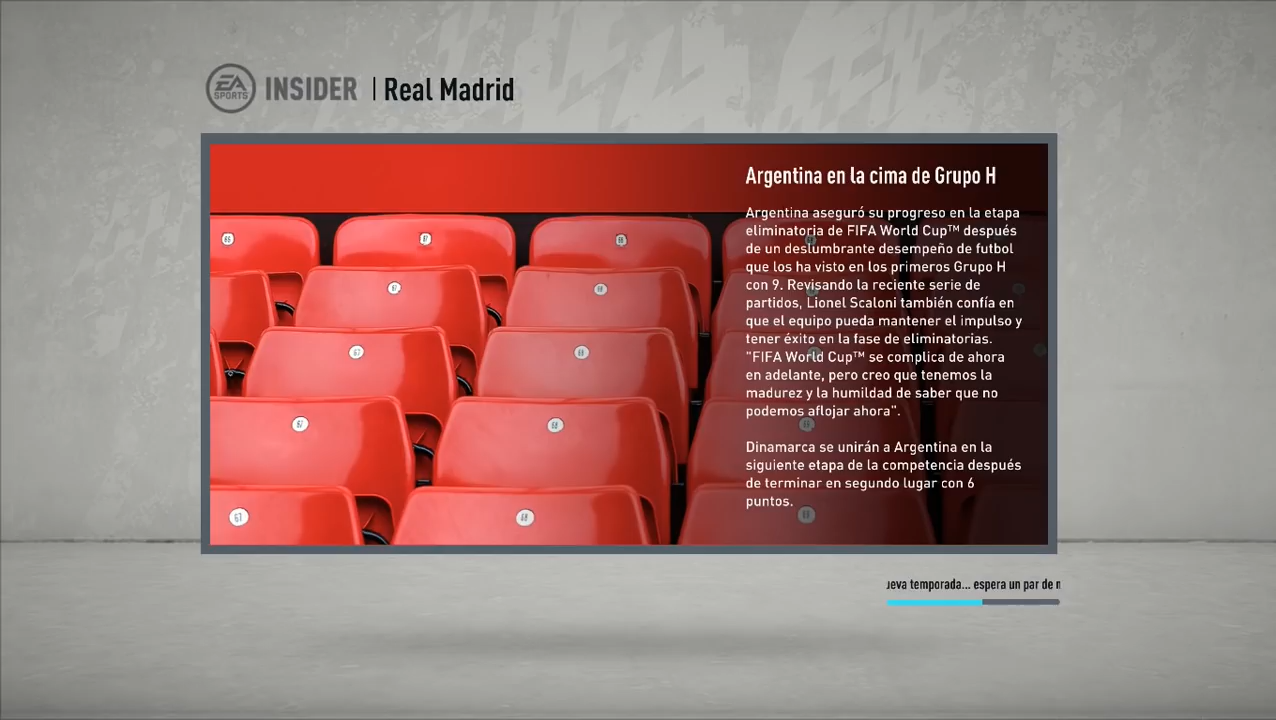 EA SPORTS INSIDER | Real Madrid
Argentina en la cima de Grupo H
Argentina aseguró su progreso en la etapa
eliminatoria de FIFA World Cup™ después
de un deslumbrante desempeño de futbol
que los ha visto en los primeros Grupo H
con 9. Revisando la reciente serie de
partidos, Lionel Scaloni también confía en
que el equipo pueda mantener el impulso y
tener éxito en la fase de eliminatorias.
"FIFA World Cup™ se complica de ahora
en adelante, pero creo que tenemos la
madurez y la humildad de saber que no
podemos aflojar ahora".
Dinamarca se unirán a Argentina en la
siguiente etapa de la competencia después
de terminar en segundo lugar con 6
puntos.
temporada... espera un par de